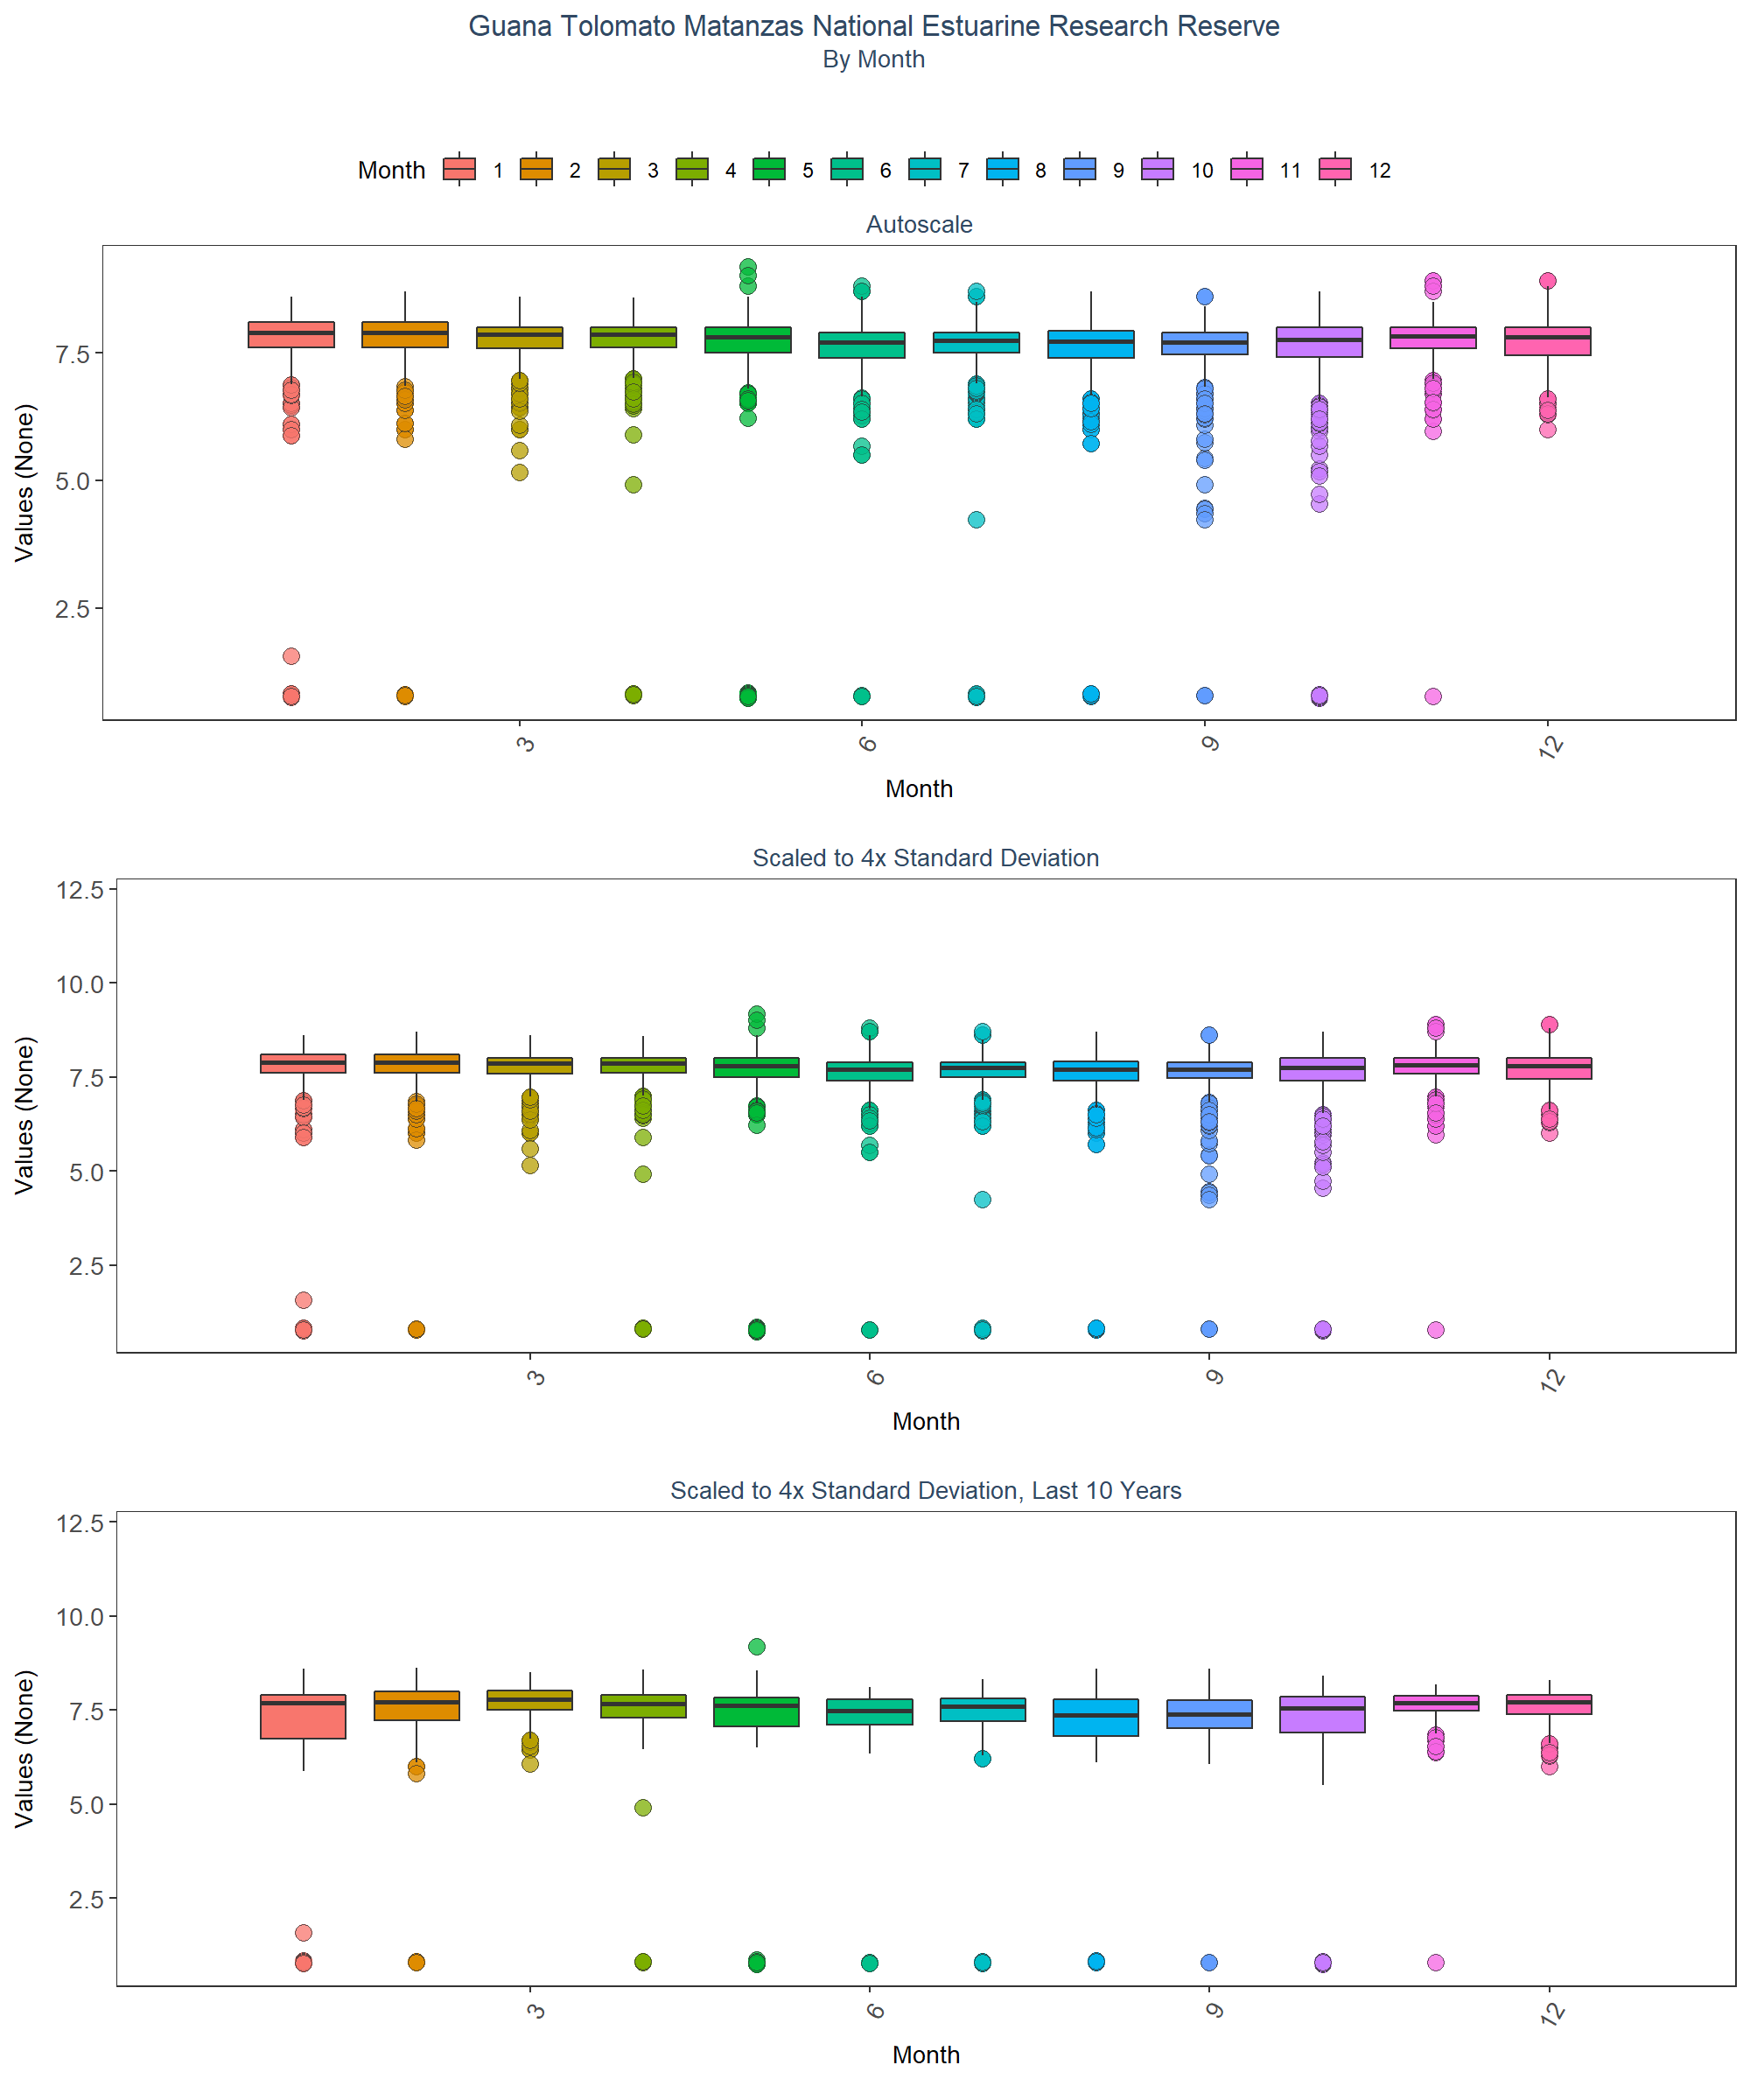 Guana Tolomato Matanzas National Estuarine Research Reserve
By Month
Month 1 2 3 4 5 6 7 8 9 10 11 12
Autoscale
7.5
5.0
2.5
Values (None)
3 6 9 12
Month
Scaled to 4x Standard Deviation
12.5
10.0
7.5
5.0
2.5
Values (None)
3 6 9 12
Month
Scaled to 4x Standard Deviation, Last 10 Years
12.5
10.0
7.5
5.0
2.5
Values (None)
3 6 9 12
Month